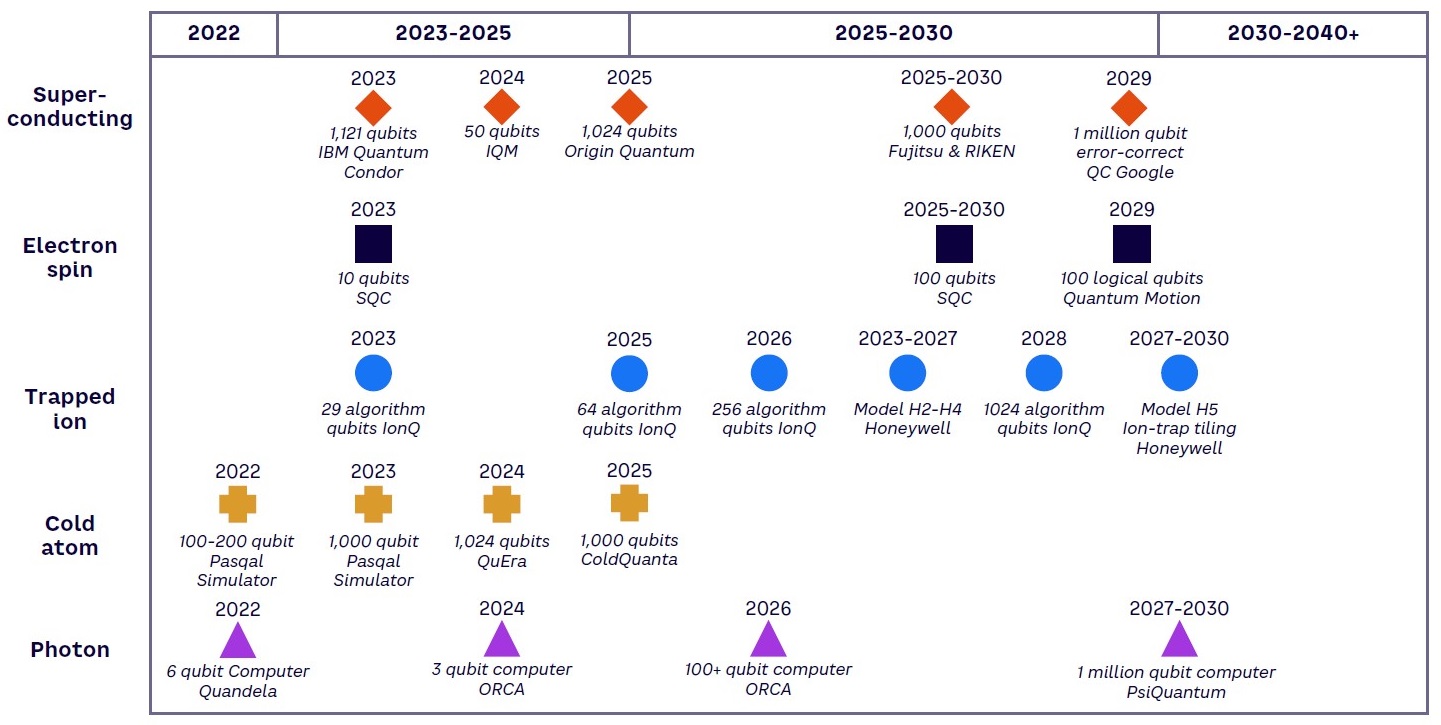 2022
2023-2025
2025-2030
2030-2040+
Super-
conducting
2023
1,121 qubits
IBM Quantum
Condor
2024
50 qubits
IQM
2025
1,024 qubits
Origin Quantum
2025-2030
1,000 qubits
Fujitsu & RIKEN
2029
1 million qubit
error-correct
QC Google
Electron
spin
2023
10 qubits
SQC
2025-2030
100 qubits
SQC
2029
100 logical qubits
Quantum Motion
Trapped
ion
2023
29 algorithm
qubits IonQ
2025
64 algorithm
qubits IonQ
2026
256 algorithm
qubits IonQ
2023-2027
Model H2-H4
Honeywell
2028
1024 algorithm
qubits IonQ
2027-2030
Model H5
Ion-trap tiling
Honeywell
Cold
atom
2022
100-200 qubit
Pasqal
Simulator
2023
1,000 qubit
Pasqal
Simulator
2024
1,024 qubits
QuEra
2025
1,000 qubits
ColdQuanta
Photon
2022
6 qubit Computer
Quandela
2024
3 qubit computer
ORCA
2026
100+ qubit computer
ORCA
2027-2030
1 million qubit computer
PsiQuantum